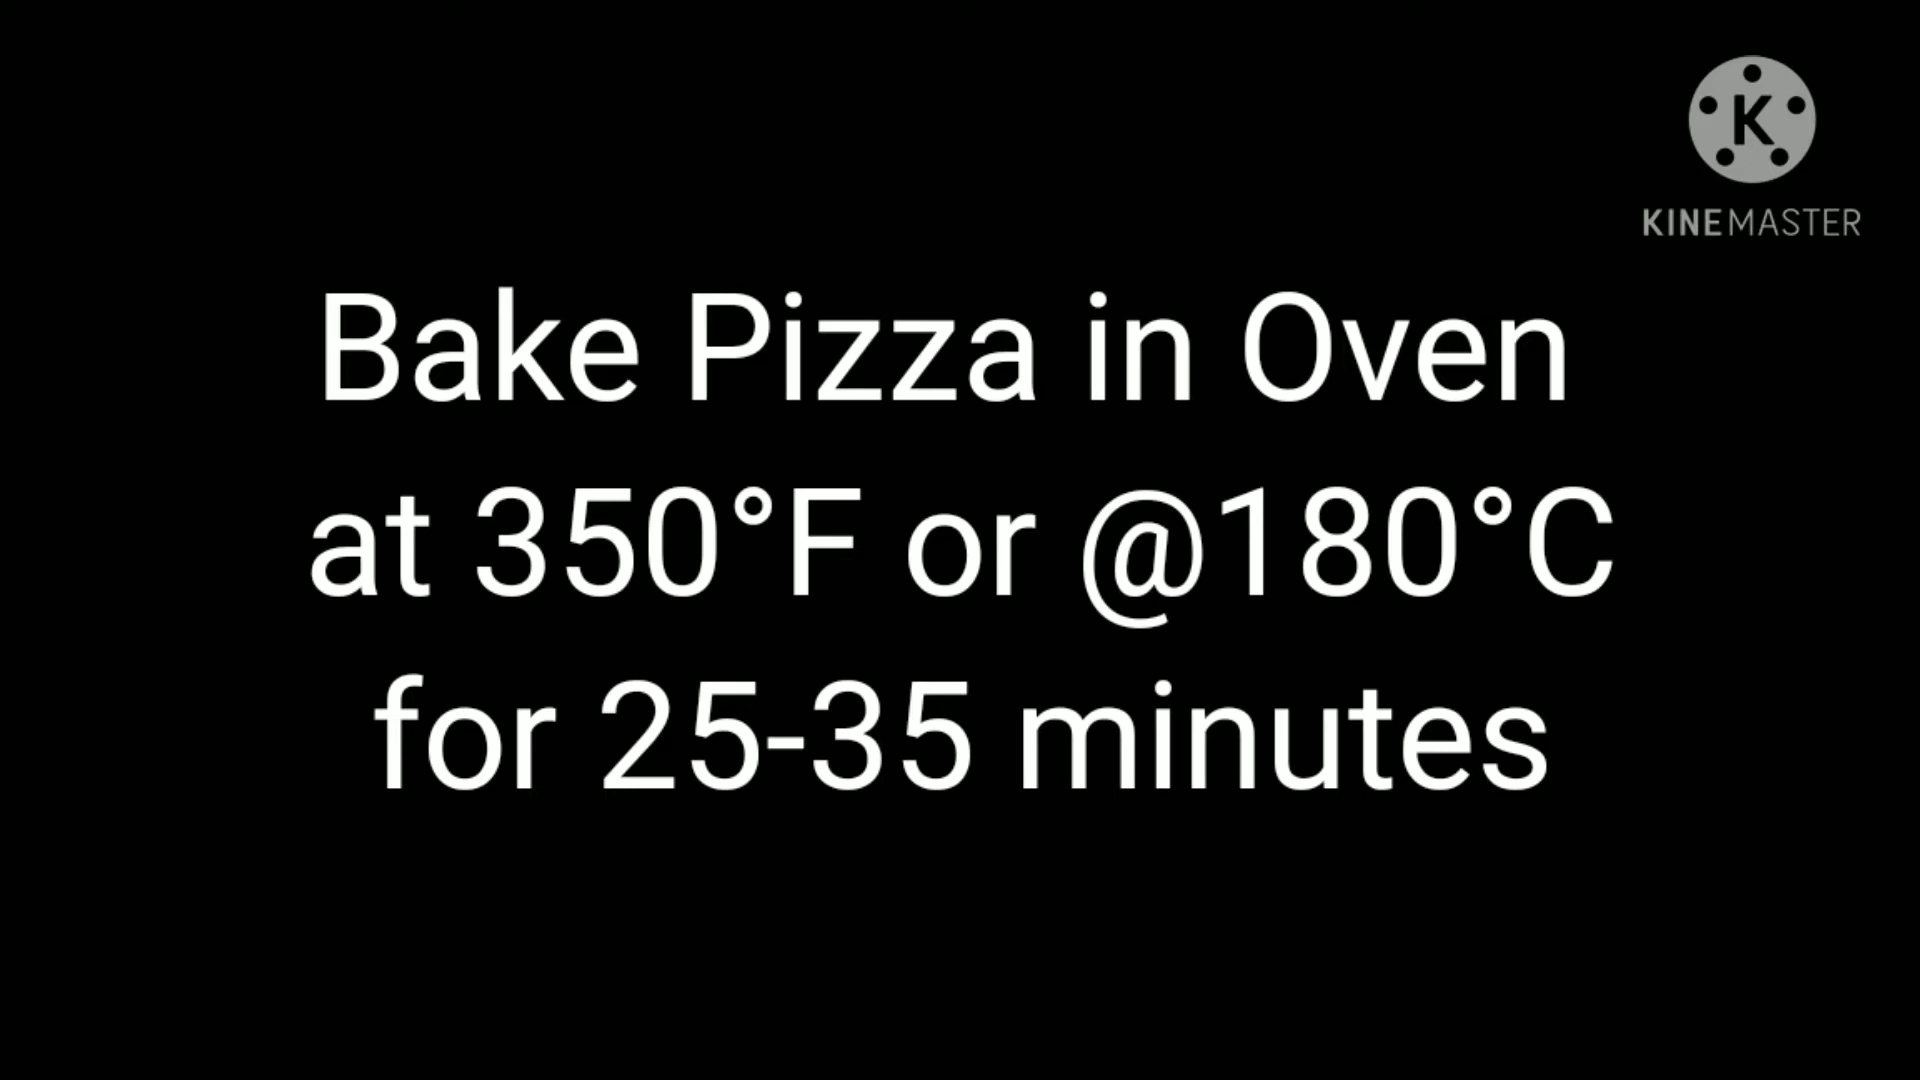 K
KINEMASTER
Bake Pizza in Oven
at 350°F or @180°C
for 25-35 minutes